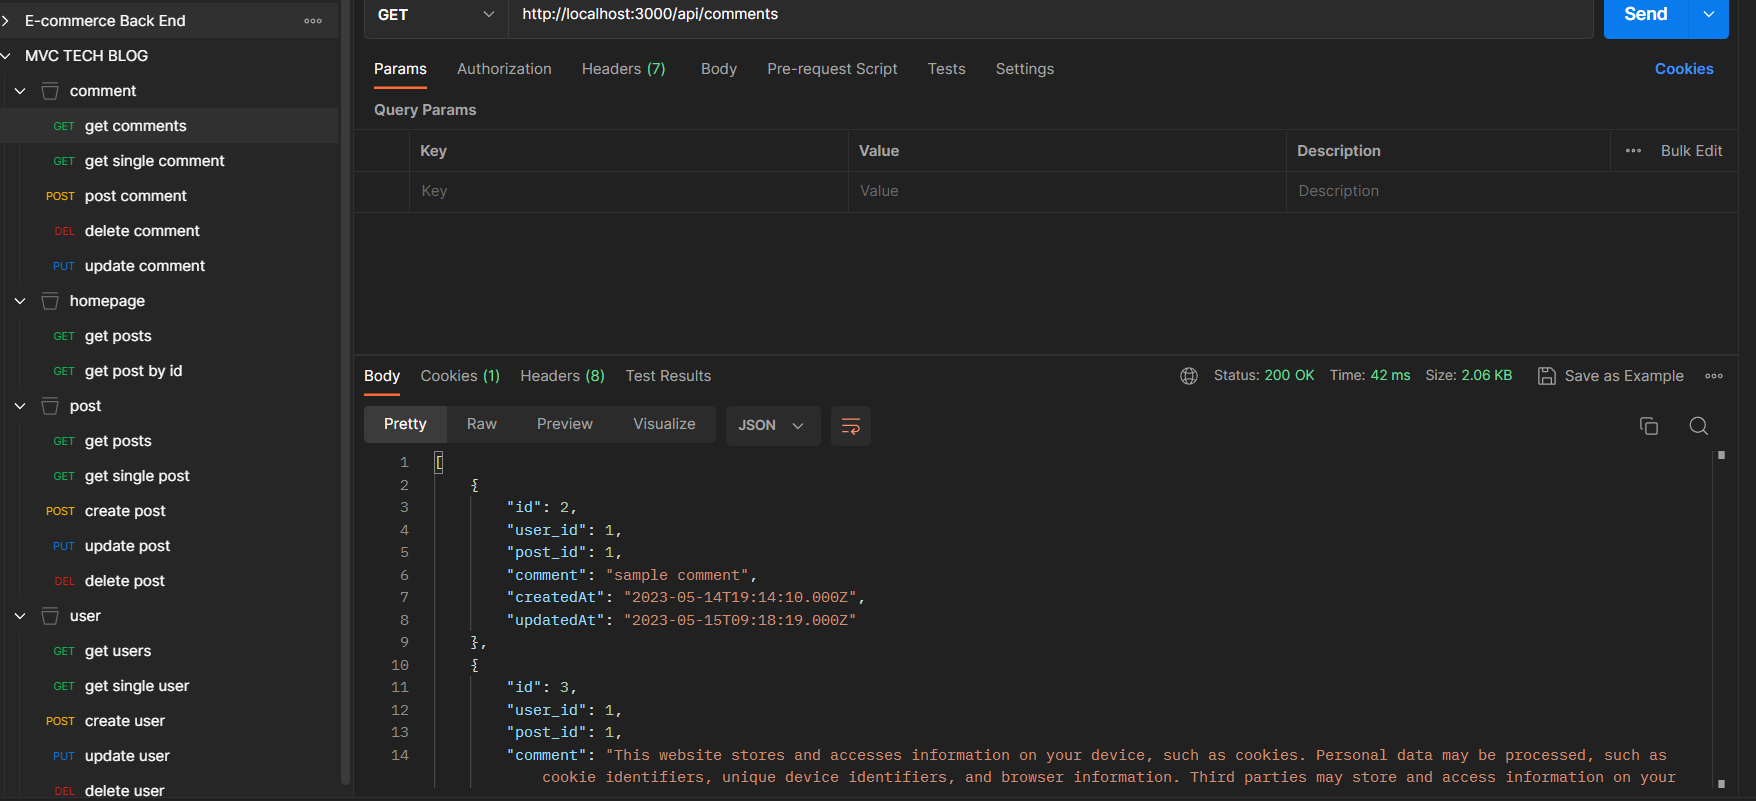 E-commerce Back End
MVC TECH BLOG
comment
GET get comments
GET get single comment
POST post comment
DEL delete comment
PUT update comment
homepage
GET get posts
GET get post by id
post
GET get posts
GET get single post
POST create post
PUT update post
DEL delete post
user
GET get users
GET get single user
POST create user
PUT update user
DEL delete user
GET http://localhost:3000/api/comments Send
Params Authorization Headers (7) Body Pre-request Script Tests Settings Cookies
Query Params
Key Value Description Bulk Edit
Key Value Description
Body Cookies (1) Headers (8) Test Results Status: 200 OK Time: 42 ms Size: 2.06 KB Save as Example
Pretty Raw Preview Visualize JSON
1 [
2 {
3 "id": 2,
4 "user_id": 1,
5 "post_id": 1,
6 "comment": "sample comment",
7 "createdAt": "2023-05-14T19:14:10.000Z",
8 "updatedAt": "2023-05-15T09:18:19.000Z"
9 },
10 {
11 "id": 3,
12 "user_id": 1,
13 "post_id": 1,
14 "comment": "This website stores and accesses information on your device, such as cookies. Personal data may be processed, such as
cookie identifiers, unique device identifiers, and browser information. Third parties may store and access information on your